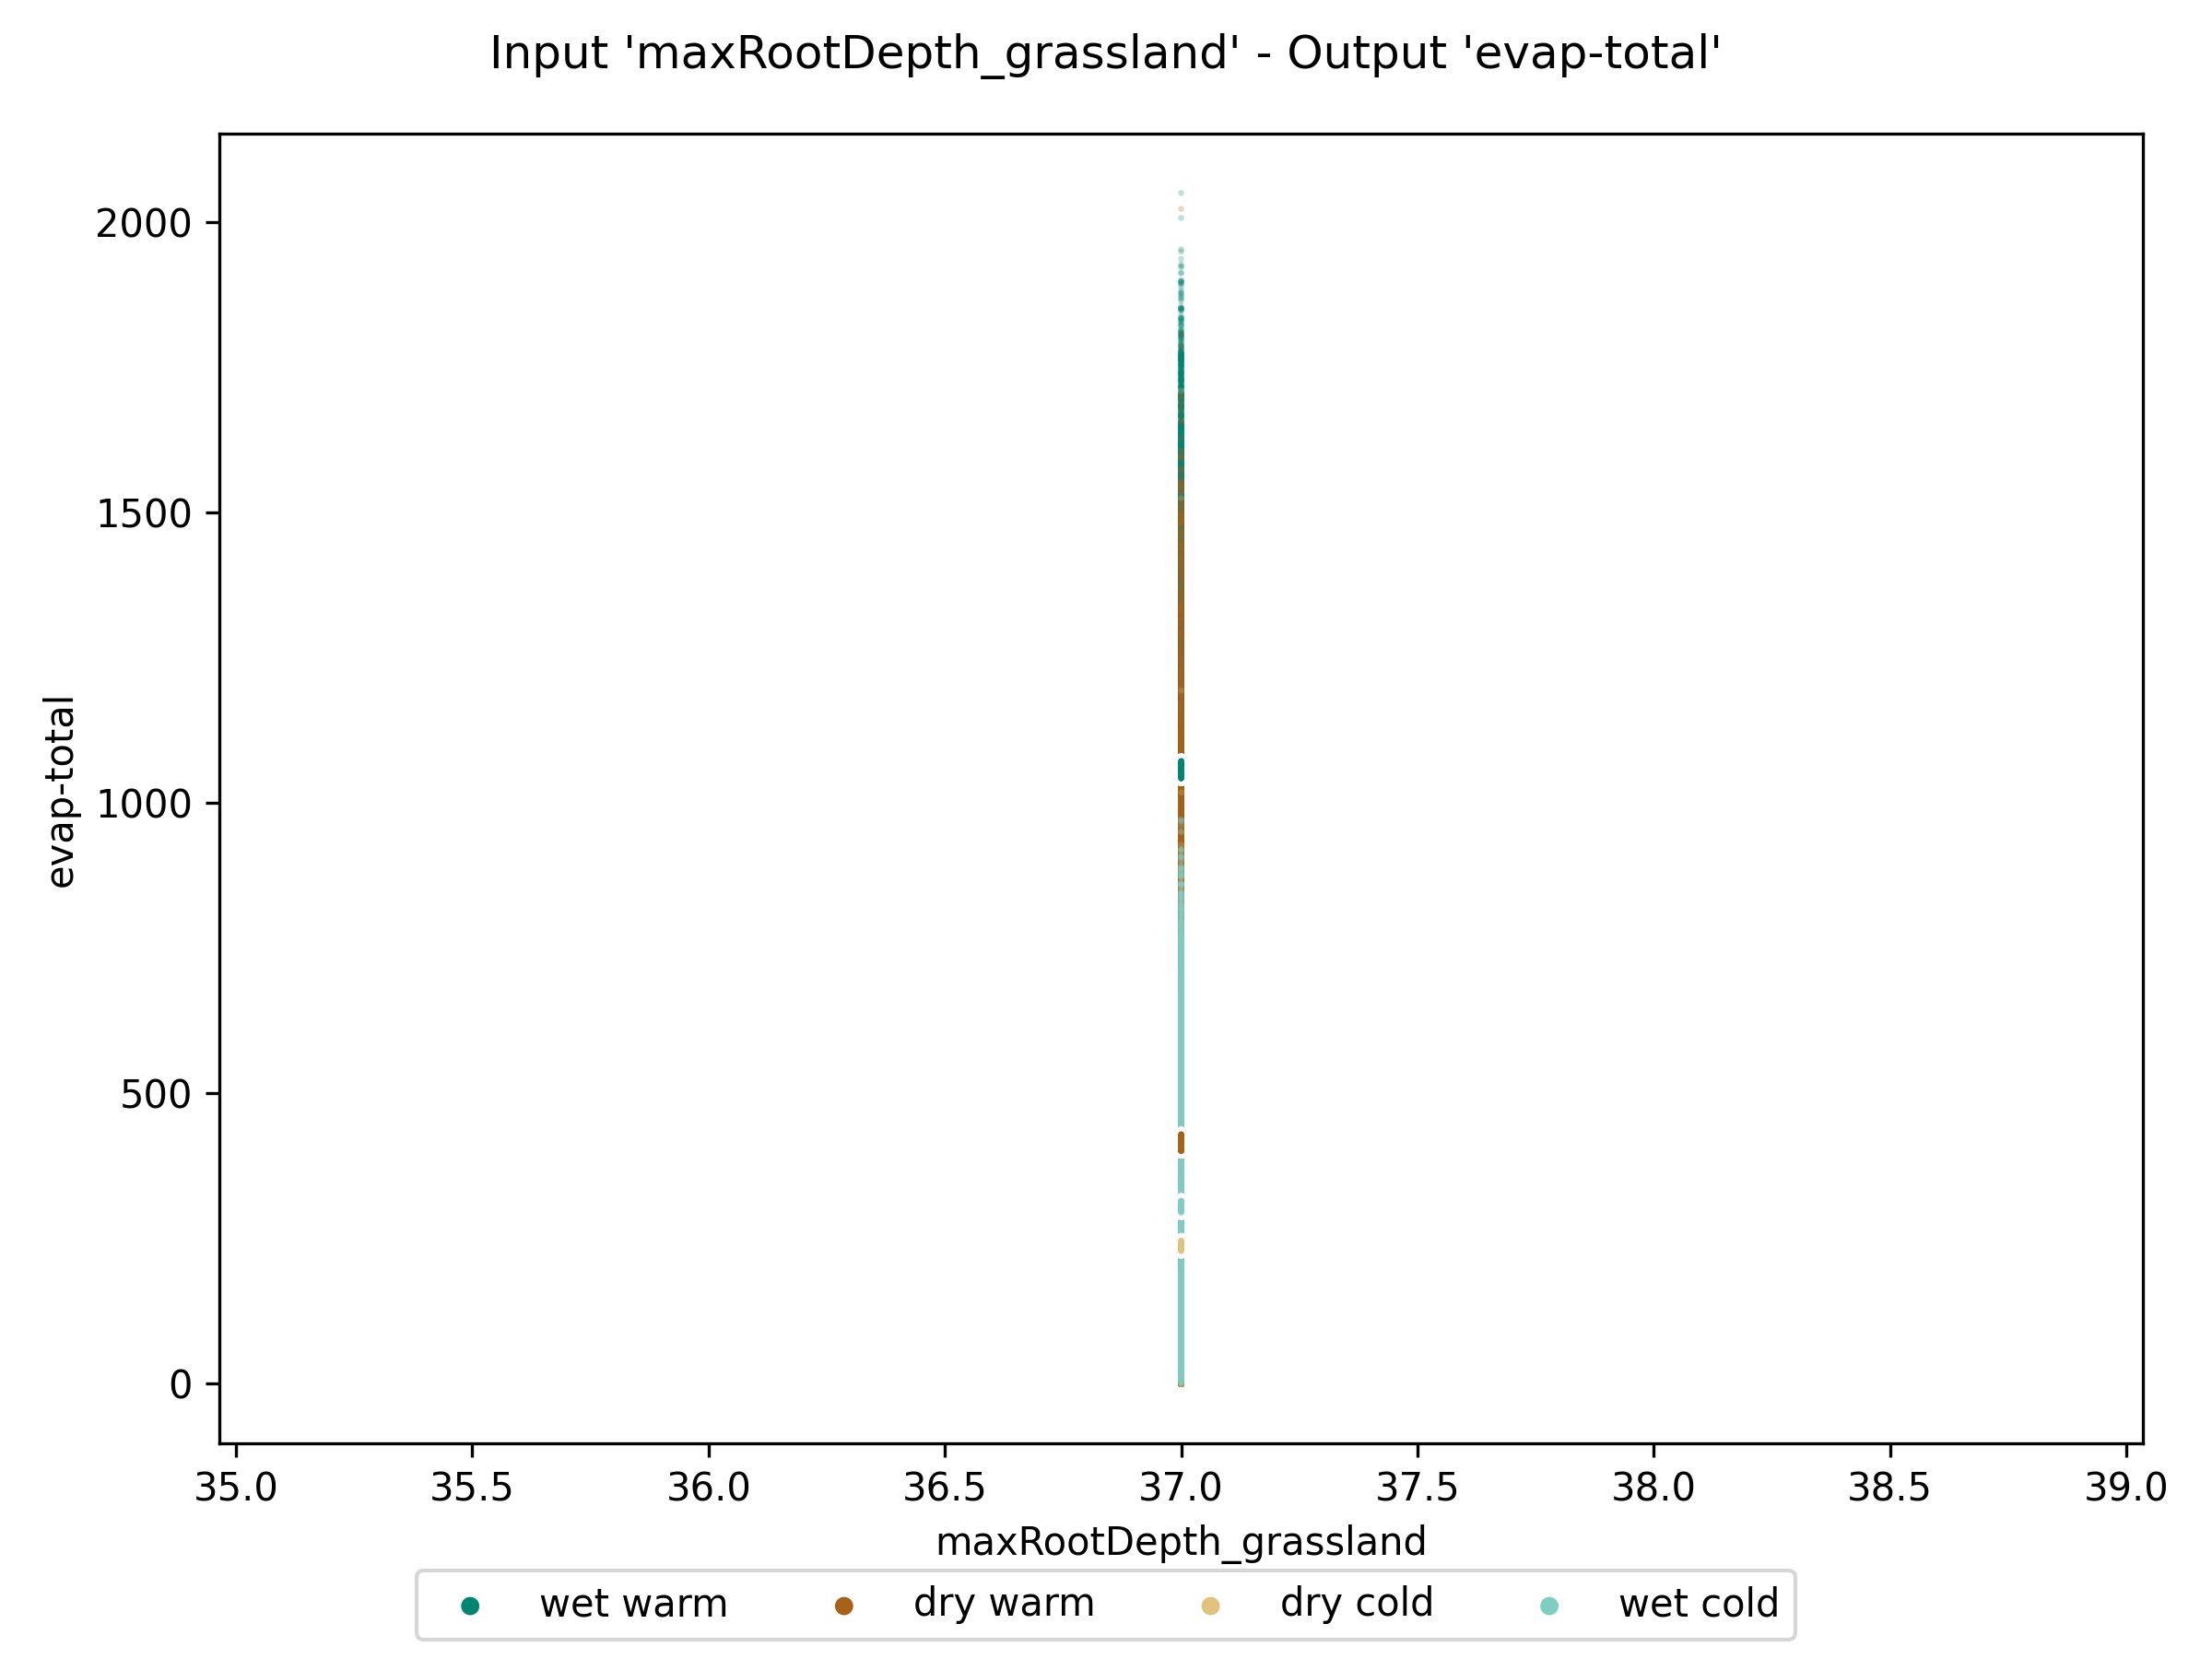 Input 'maxRootDepth_grassland' - Output 'evap-total'
evap-total
2000
1500
1000
500
0
35.0 35.5 36.0 36.5 37.0 37.5 38.0 38.5 39.0
maxRootDepth_grassland
wet warm dry warm dry cold wet cold